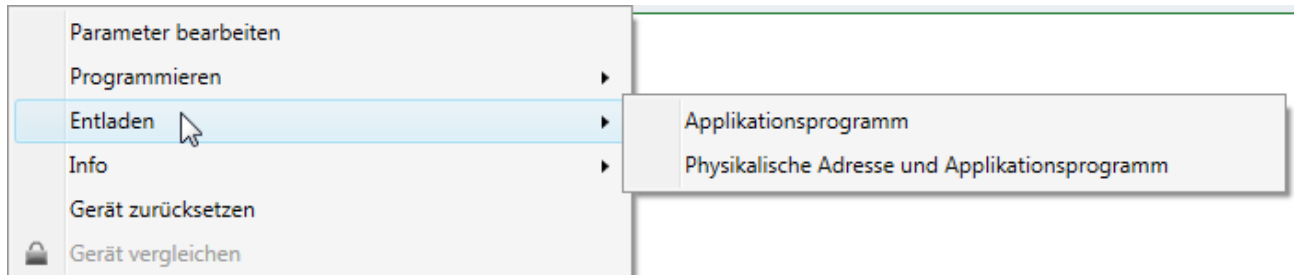 Parameter bearbeiten
Programmieren
Entladen
Applikationsprogramm
Physikalische Adresse und Applikationsprogramm
Info
Gerät zurücksetzen
Gerät vergleichen